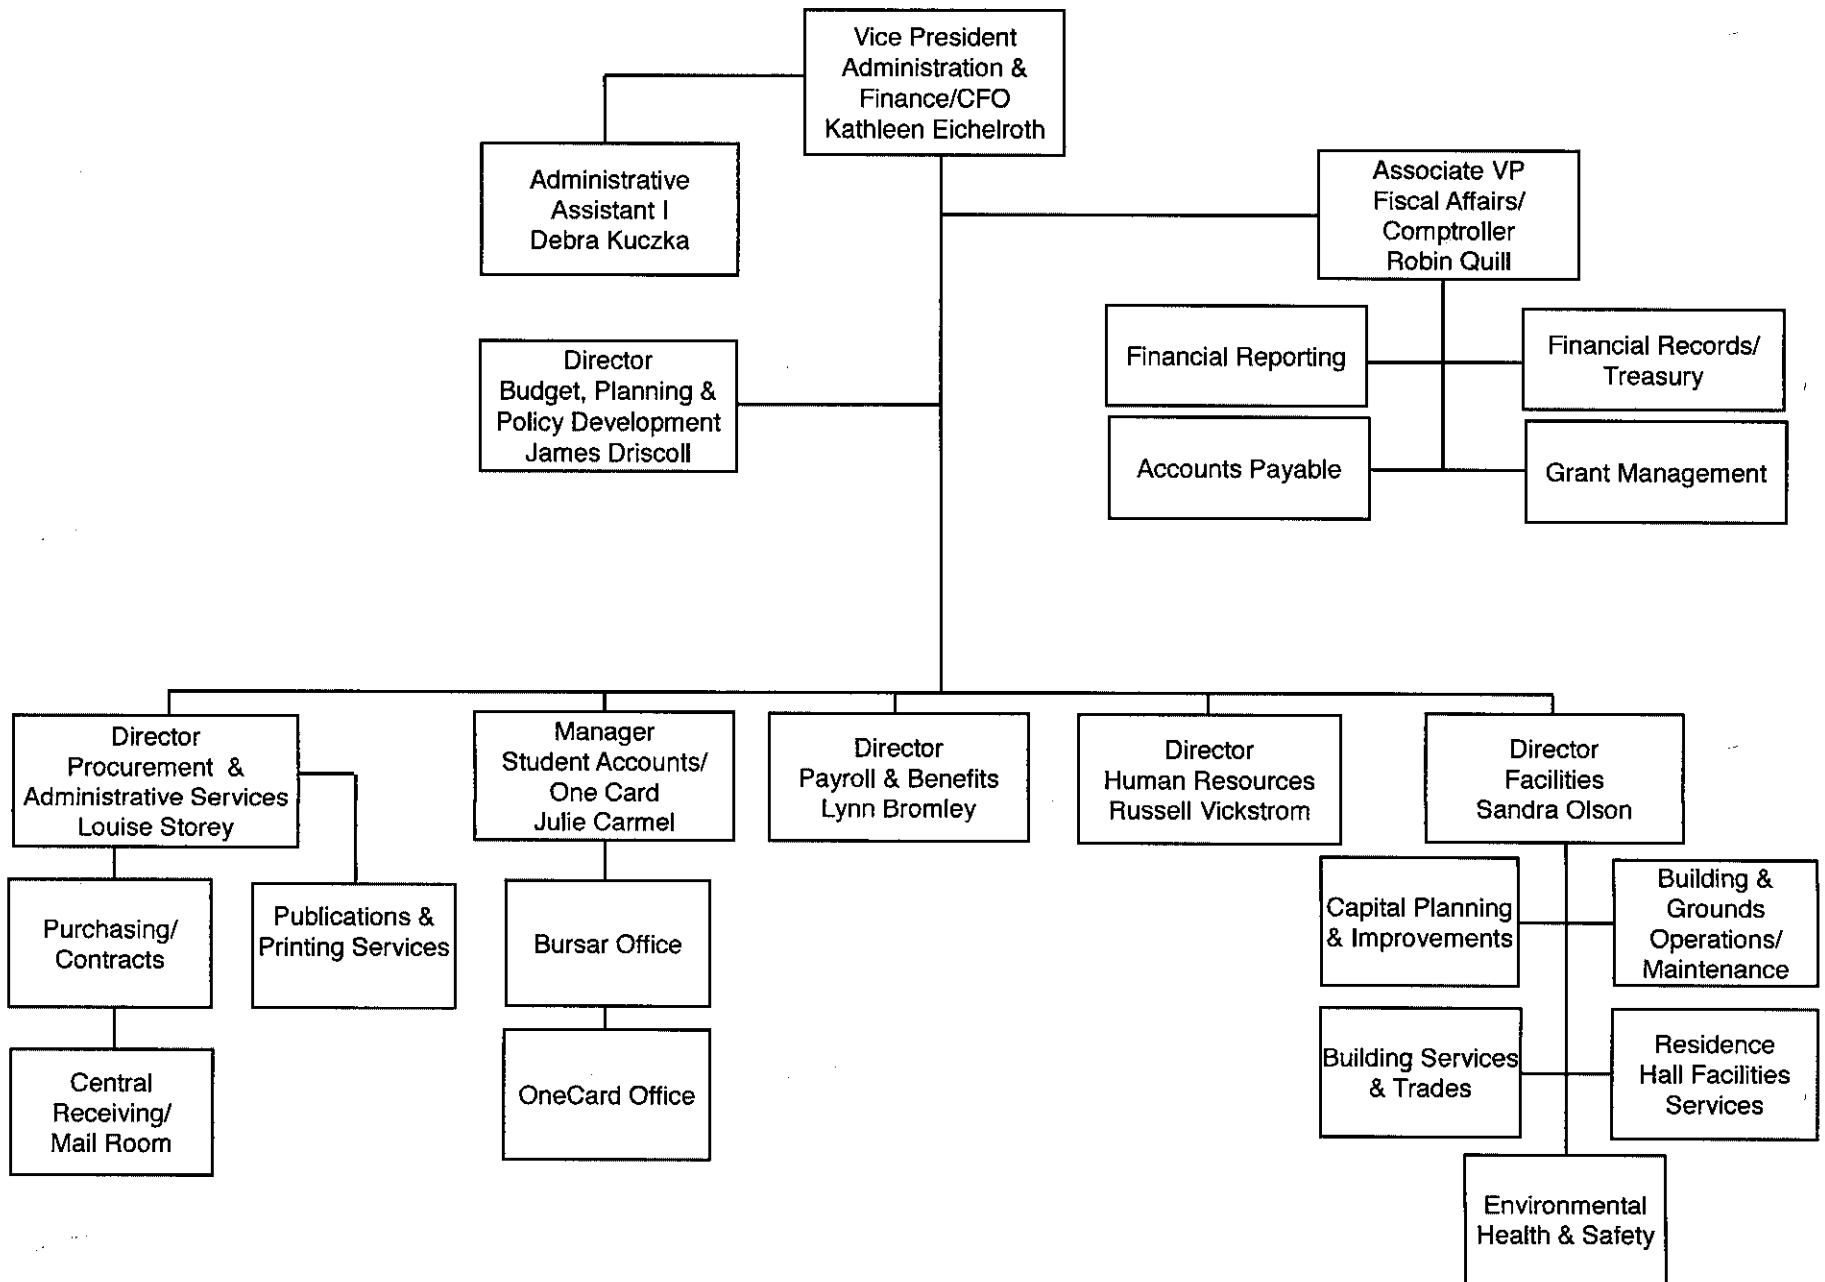 Vice President
Administration &
Finance/CFO
Kathleen Eichelroth
Administrative
Assistant I
Debra Kuczka
Associate VP
Fiscal Affairs/
Comptroller
Robin Quill
Director
Budget, Planning &
Policy Development
James Driscoll
Financial Reporting
Financial Records/
Treasury
Accounts Payable
Grant Management
Director
Procurement &
Administrative Services
Louise Storey
Manager
Student Accounts/
One Card
Julie Carmel
Director
Payroll & Benefits
Lynn Bromley
Director
Human Resources
Russell Vickstrom
Director
Facilities
Sandra Olson
Purchasing/
Contracts
Publications &
Printing Services
Bursar Office
Capital Planning
& Improvements
Building &
Grounds
Operations/
Maintenance
Central
Receiving/
Mail Room
OneCard Office
Building Services
& Trades
Residence
Hall Facilities
Services
Environmental
Health & Safety